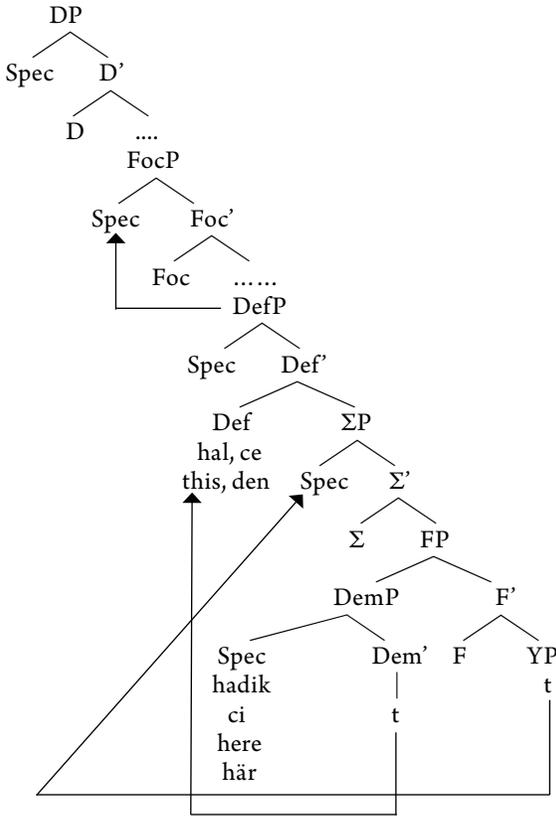 DP
Spec D’
D ....
FocP
Spec Foc’
Foc ......
DefP
Spec Def’
Def ΣP
hal, ce
this, den Spec Σ’
Σ FP
DemP F’
Spec Dem’ F YP
hadik t
ci t
here
här